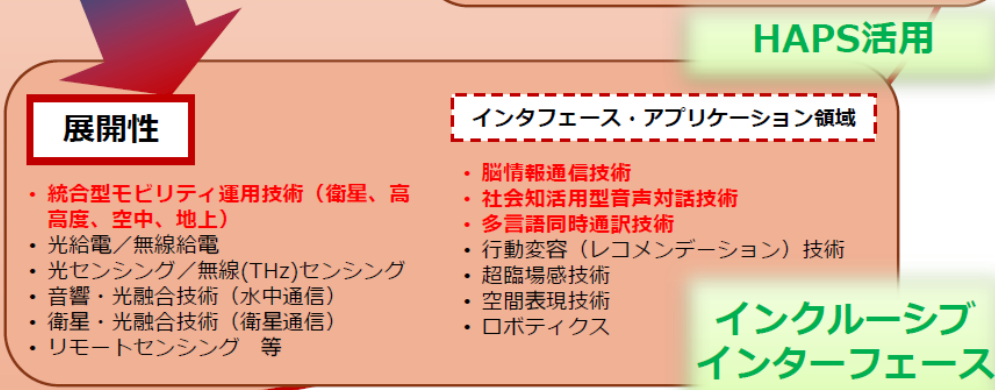 HAPS活用
展開性
・統合型モビリティ運用技術（衛星、高
高度、空中、地上）
・光給電／無線給電
・光センシング／無線(THz)センシング
・音響・光融合技術（水中通信）
・衛星・光融合技術（衛星通信）
・リモートセンシング　等
インタフェース・アプリケーション領域
・脳情報通信技術
・社会知活用型音声対話技術
・多言語同時通訳技術
・行動変容（レコメンデーション）技術
・超臨場感技術
・空間表現技術
・ロボティクス
インクルーシブ
インターフェース